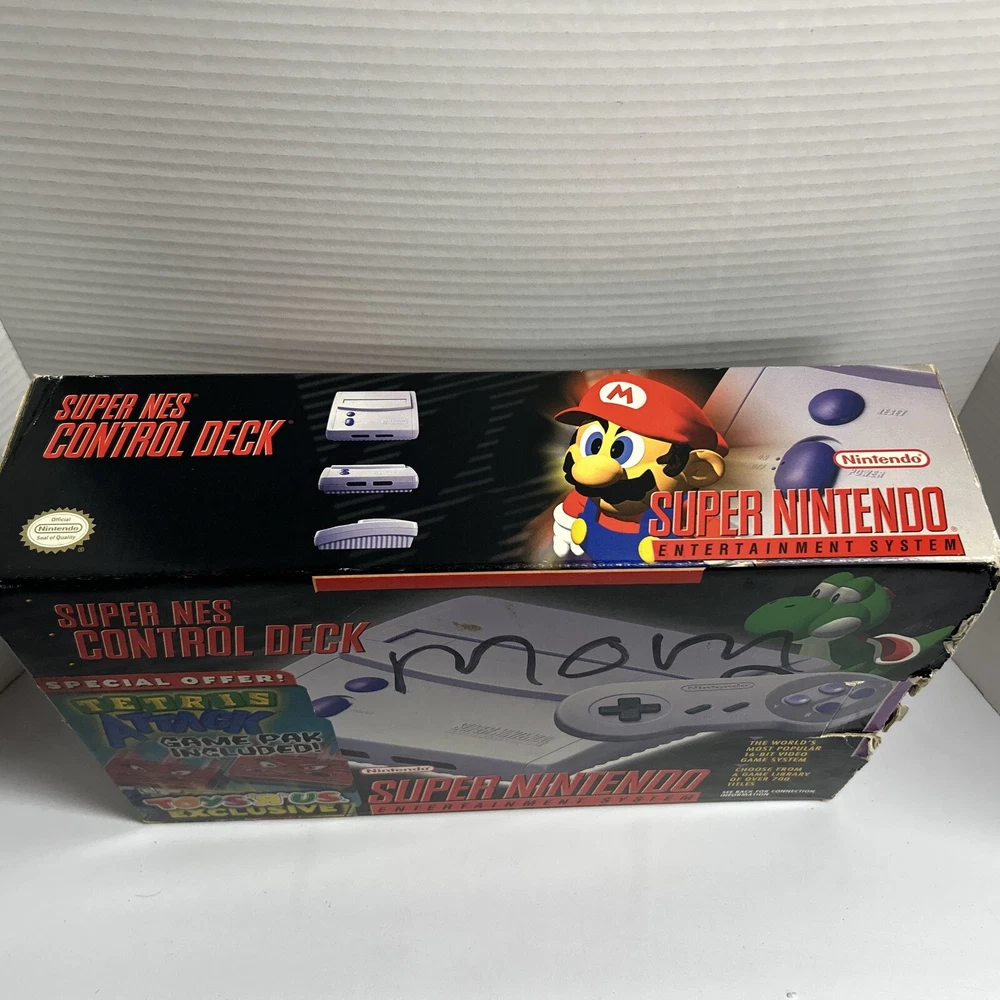 SUPER NES
CONTROL DECK
Official
Nintendo
Seal of Quality
M
RESET
POWER
Nintendo
SUPER NINTENDO
ENTERTAINMENT SYSTEM
SUPER NES
CONTROL DECK
mom
SPECIAL OFFER!
TETRIS
ATTACK
GAME PAK
INCLUDED!
TOYS "R" US
EXCLUSIVE!
Nintendo
SUPER NINTENDO
Nintendo
SUPER NINTENDO
ENTERTAINMENT SYSTEM
THE WORLD'S
MOST POPULAR
16-BIT VIDEO
GAME SYSTEM
CHOOSE FROM
A GAME LIBRARY
OF OVER 700
TITLES
SEE BACK FOR CONNECTION
INFORMATION